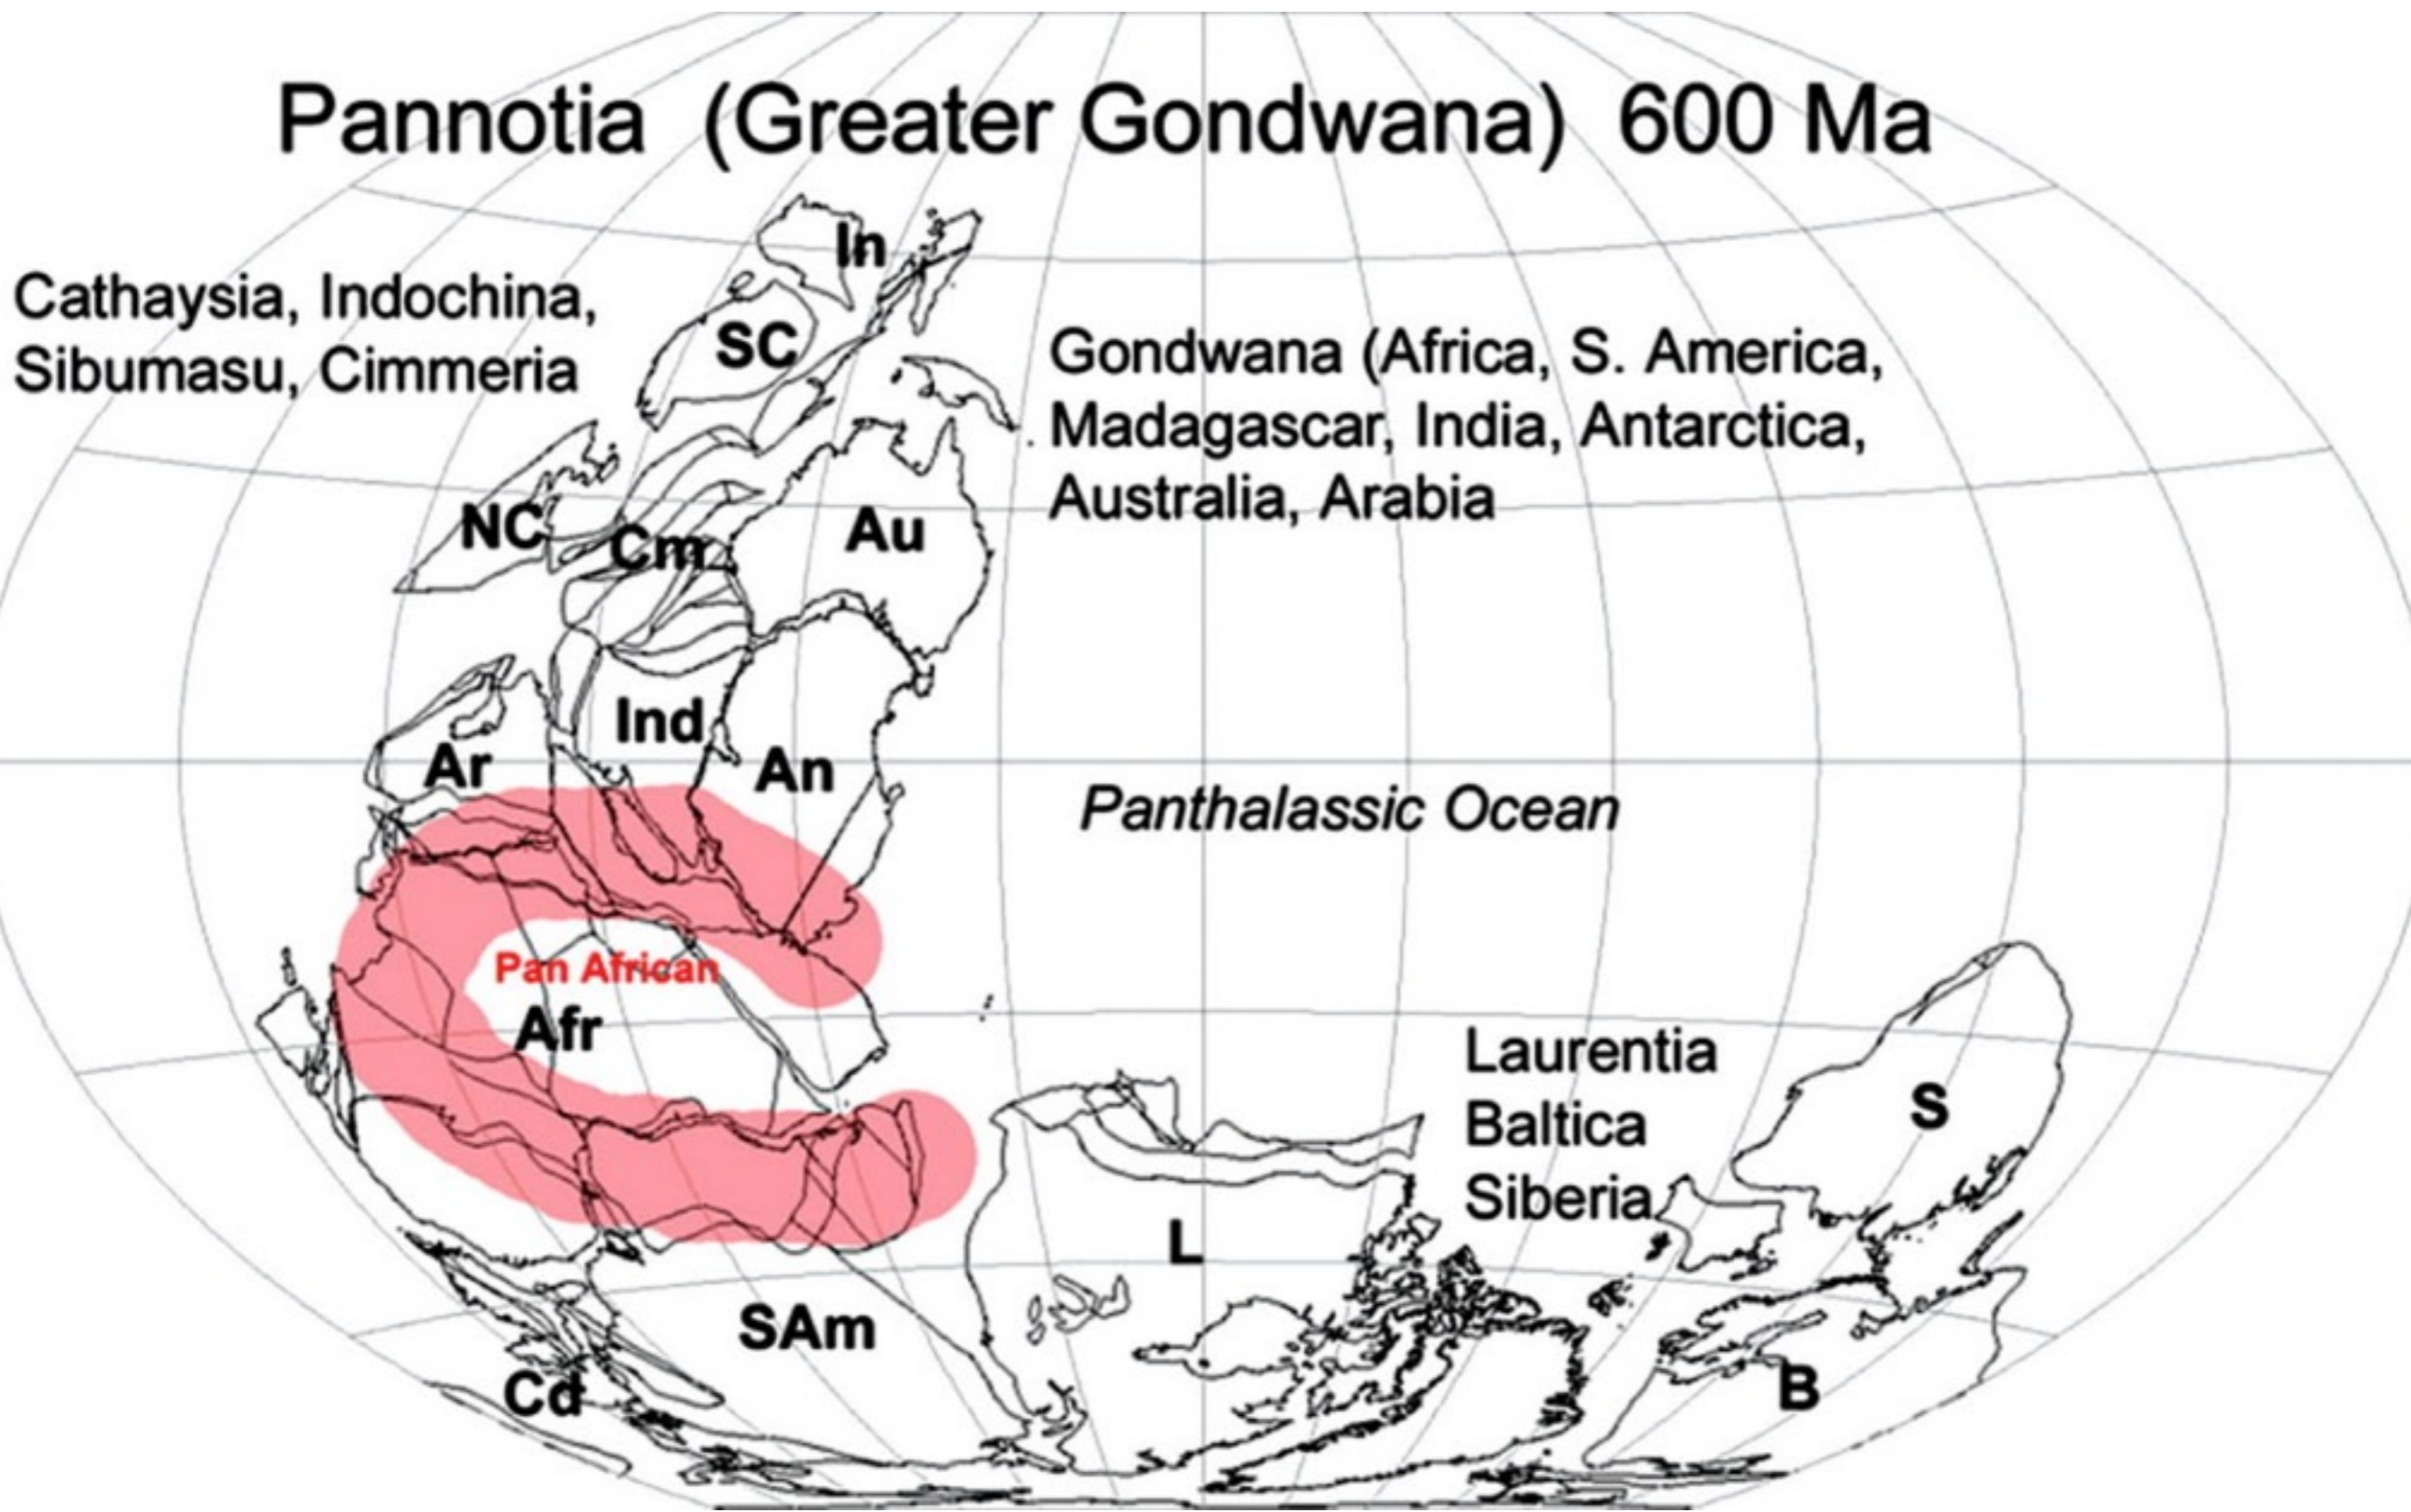 Pannotia (Greater Gondwana) 600 Ma
In
Cathaysia, Indochina,
Sibumasu, Cimmeria
SC
Gondwana (Africa, S. America,
Madagascar, India, Antarctica,
Australia, Arabia
NC
Cm
Au
Ind
Ar
An
Panthalassic Ocean
Pan African
Afr
Laurentia
Baltica
Siberia
S
L
SAm
Cd
B